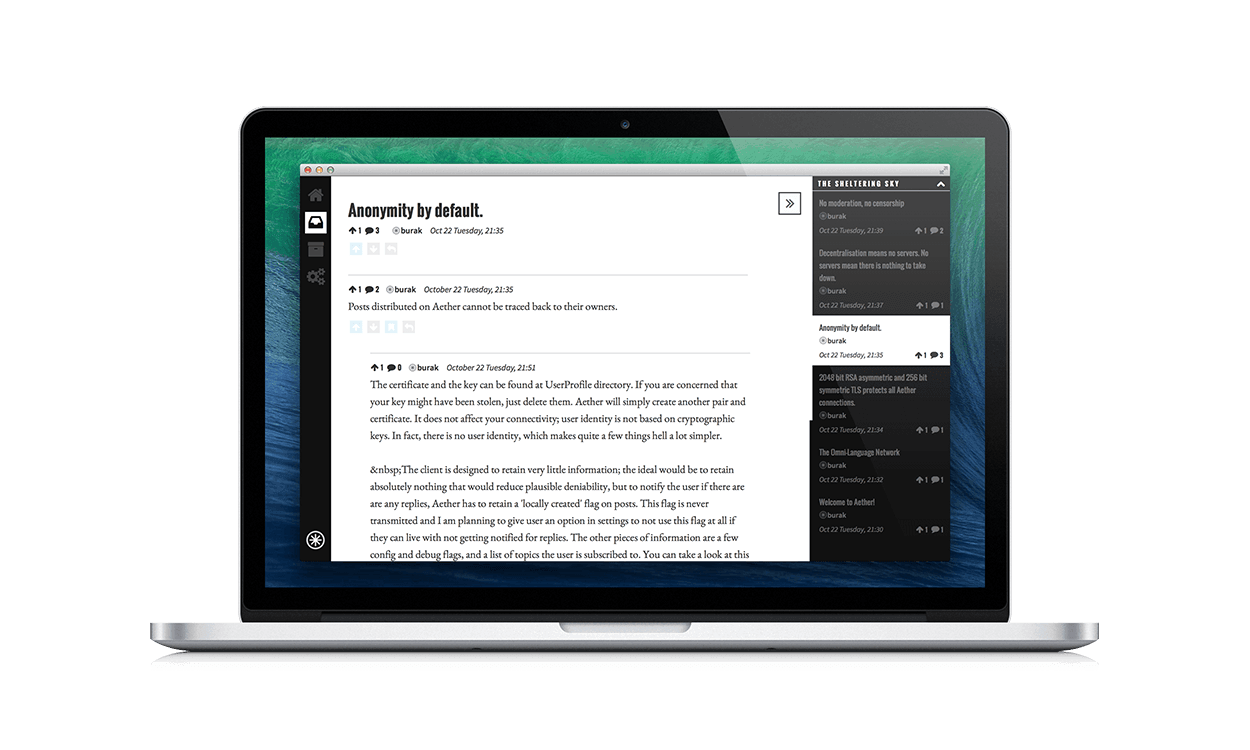 Anonymity by default.
1 3 burak Oct 22 Tuesday, 21:35
1 2 burak October 22 Tuesday, 21:35
Posts distributed on Aether cannot be traced back to their owners.
1 0 burak October 22 Tuesday, 21:51
The certificate and the key can be found at UserProfile directory. If you are concerned that
your key might have been stolen, just delete them. Aether will simply create another pair and
certificate. It does not affect your connectivity; user identity is not based on cryptographic
keys. In fact, there is no user identity, which makes quite a few things hell a lot simpler.
&nbsp;The client is designed to retain very little information; the ideal would be to retain
absolutely nothing that would reduce plausible deniability, but to notify the user if there are
are any replies, Aether has to retain a 'locally created' flag on posts. This flag is never
transmitted and I am planning to give user an option in settings to not use this flag at all if
they can live with not getting notified for replies. The other pieces of information are a few
config and debug flags, and a list of topics the user is subscribed to. You can take a look at this
THE SHELTERING SKY
No moderation, no censorship
burak
Oct 22 Tuesday, 21:39 1 2
Decentralisation means no servers. No
servers mean there is nothing to take
down.
burak
Oct 22 Tuesday, 21:37 1 1
Anonymity by default.
burak
Oct 22 Tuesday, 21:35 1 3
2048 bit RSA asymmetric and 256 bit
symmetric TLS protects all Aether
connections.
burak
Oct 22 Tuesday, 21:34 1 1
The Omni-Language Network
burak
Oct 22 Tuesday, 21:32 1 1
Welcome to Aether!
burak
Oct 22 Tuesday, 21:30 1 1